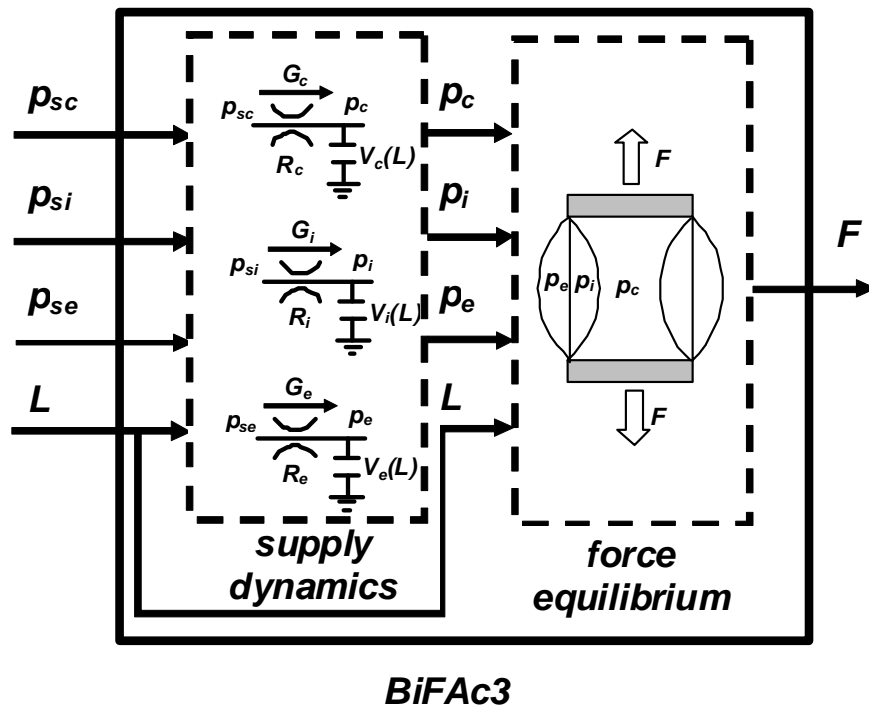 p_sc
p_si
p_se
L
G_c
p_sc
p_c
R_c
V_c(L)
G_i
p_si
p_i
R_i
V_i(L)
G_e
p_se
p_e
R_e
V_e(L)
supply
dynamics
p_c
p_i
p_e
L
F
p_e p_i p_c
F
force
equilibrium
F
BiFAc3